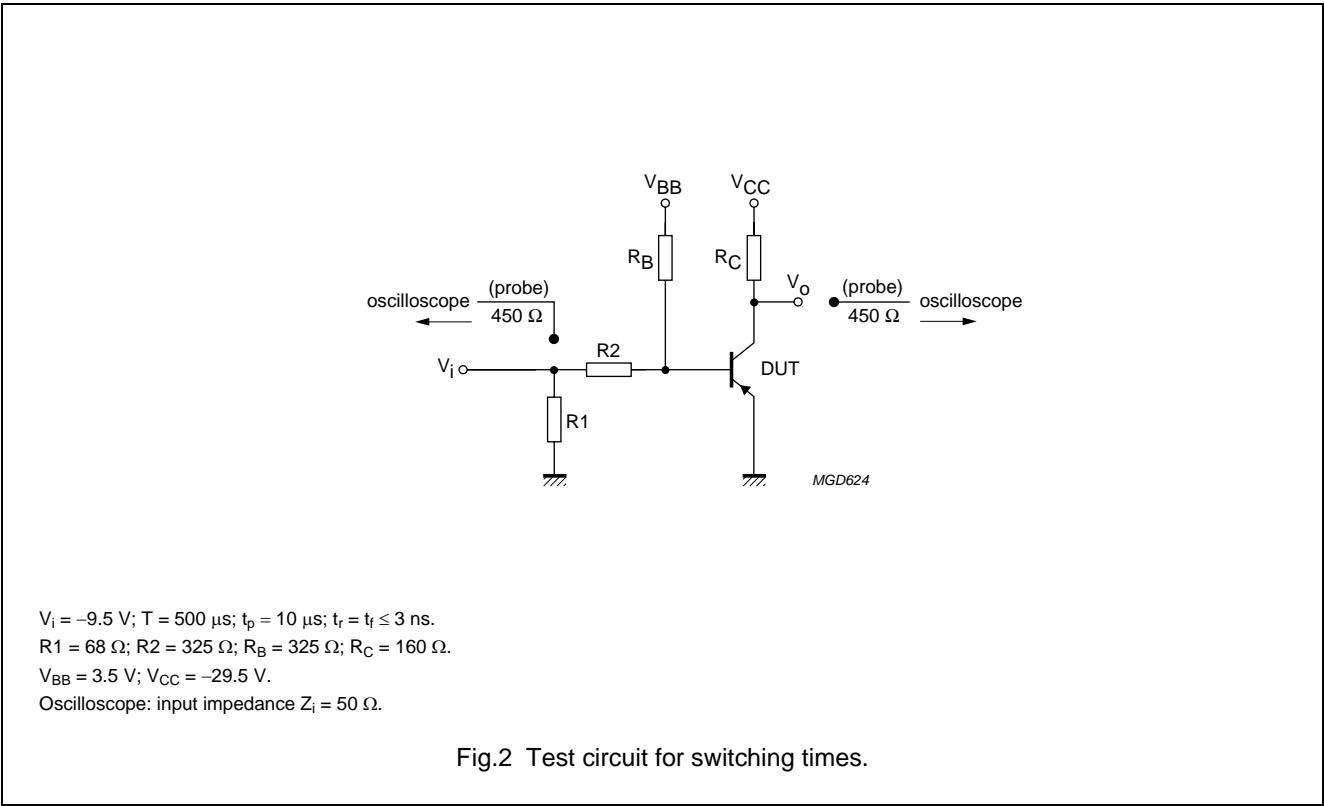 V_BB V_CC
R_B R_C
V_o
(probe) (probe)
oscilloscope oscilloscope
450 Ω 450 Ω
R2
V_i DUT
R1
MGD624
V_i = −9.5 V; T = 500 µs; t_p = 10 µs; t_r = t_f ≤ 3 ns.
R1 = 68 Ω; R2 = 325 Ω; R_B = 325 Ω; R_C = 160 Ω.
V_BB = 3.5 V; V_CC = −29.5 V.
Oscilloscope: input impedance Z_i = 50 Ω.
Fig.2 Test circuit for switching times.